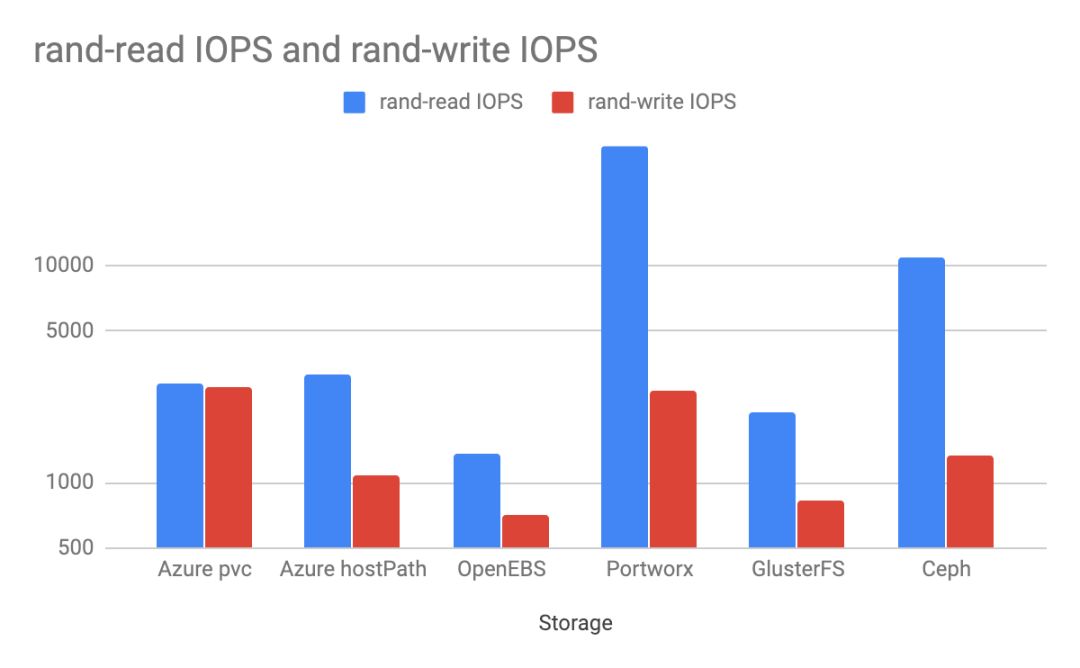 rand-read IOPS and rand-write IOPS
rand-read IOPS rand-write IOPS
10000
5000
1000
500
Azure pvc Azure hostPath OpenEBS Portworx GlusterFS Ceph
Storage